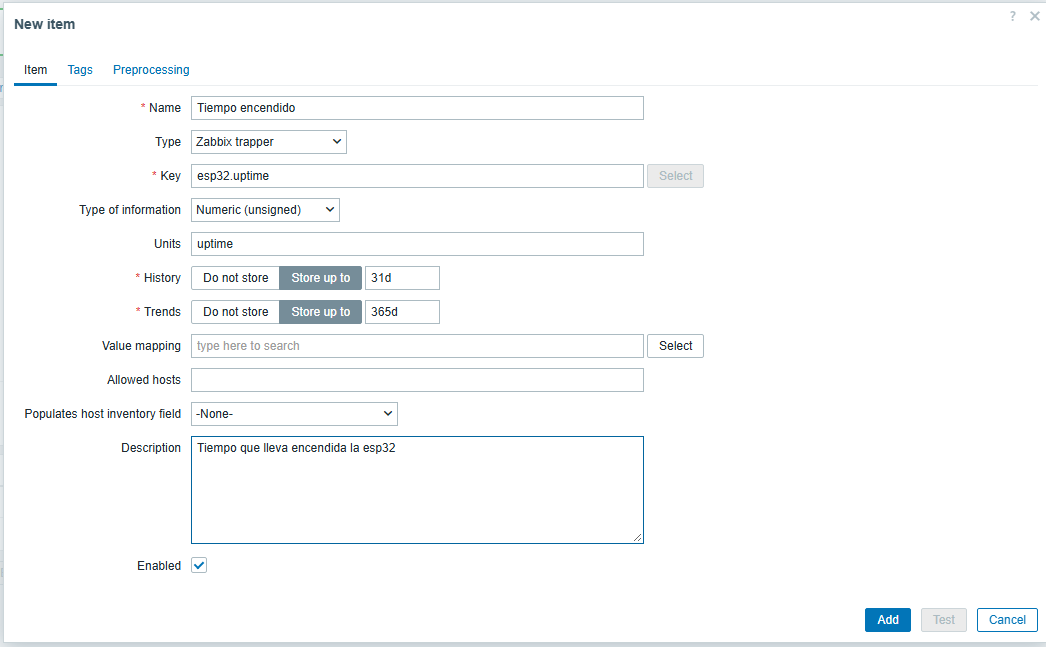 New item
? ×
Item Tags Preprocessing
* Name Tiempo encendido
Type Zabbix trapper
* Key esp32.uptime Select
Type of information Numeric (unsigned)
Units uptime
* History Do not store Store up to 31d
* Trends Do not store Store up to 365d
Value mapping type here to search Select
Allowed hosts
Populates host inventory field -None-
Description Tiempo que lleva encendida la esp32
Enabled
Add Test Cancel